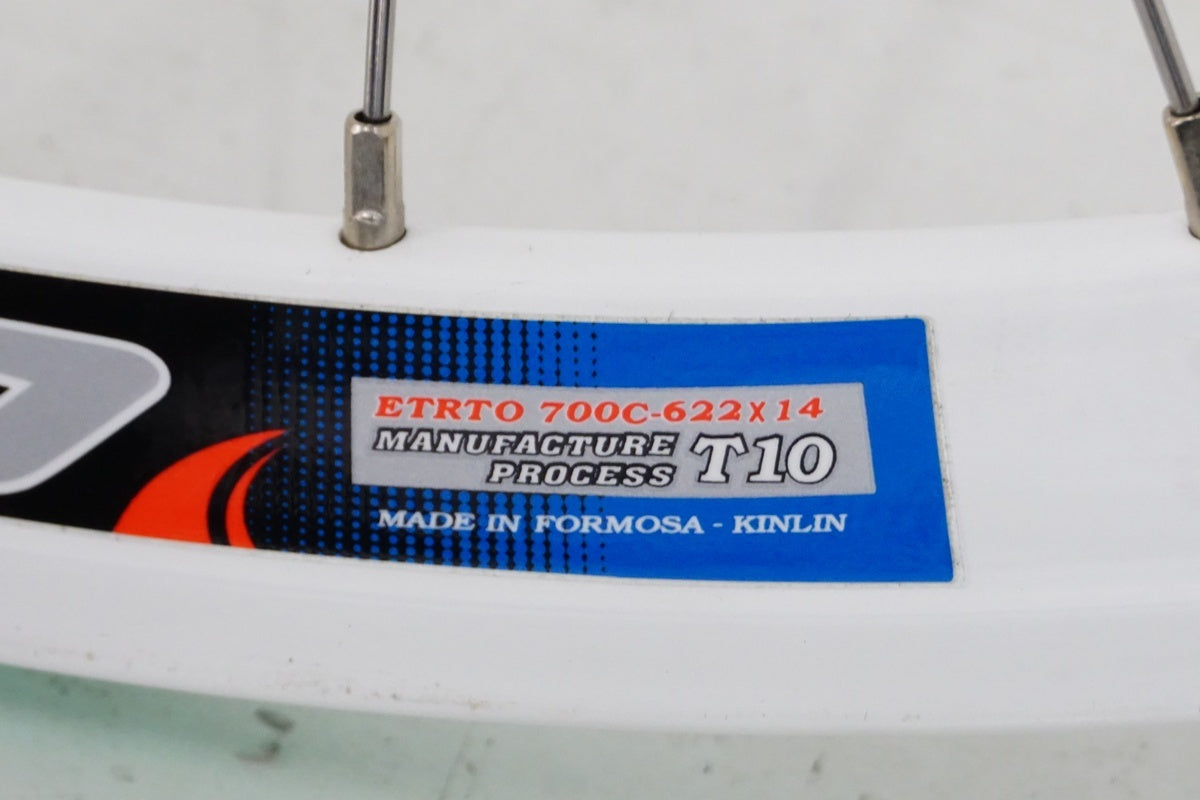 ETRTO 700C-622X14
MANUFACTURE
PROCESS T10
MADE IN FORMOSA - KINLIN